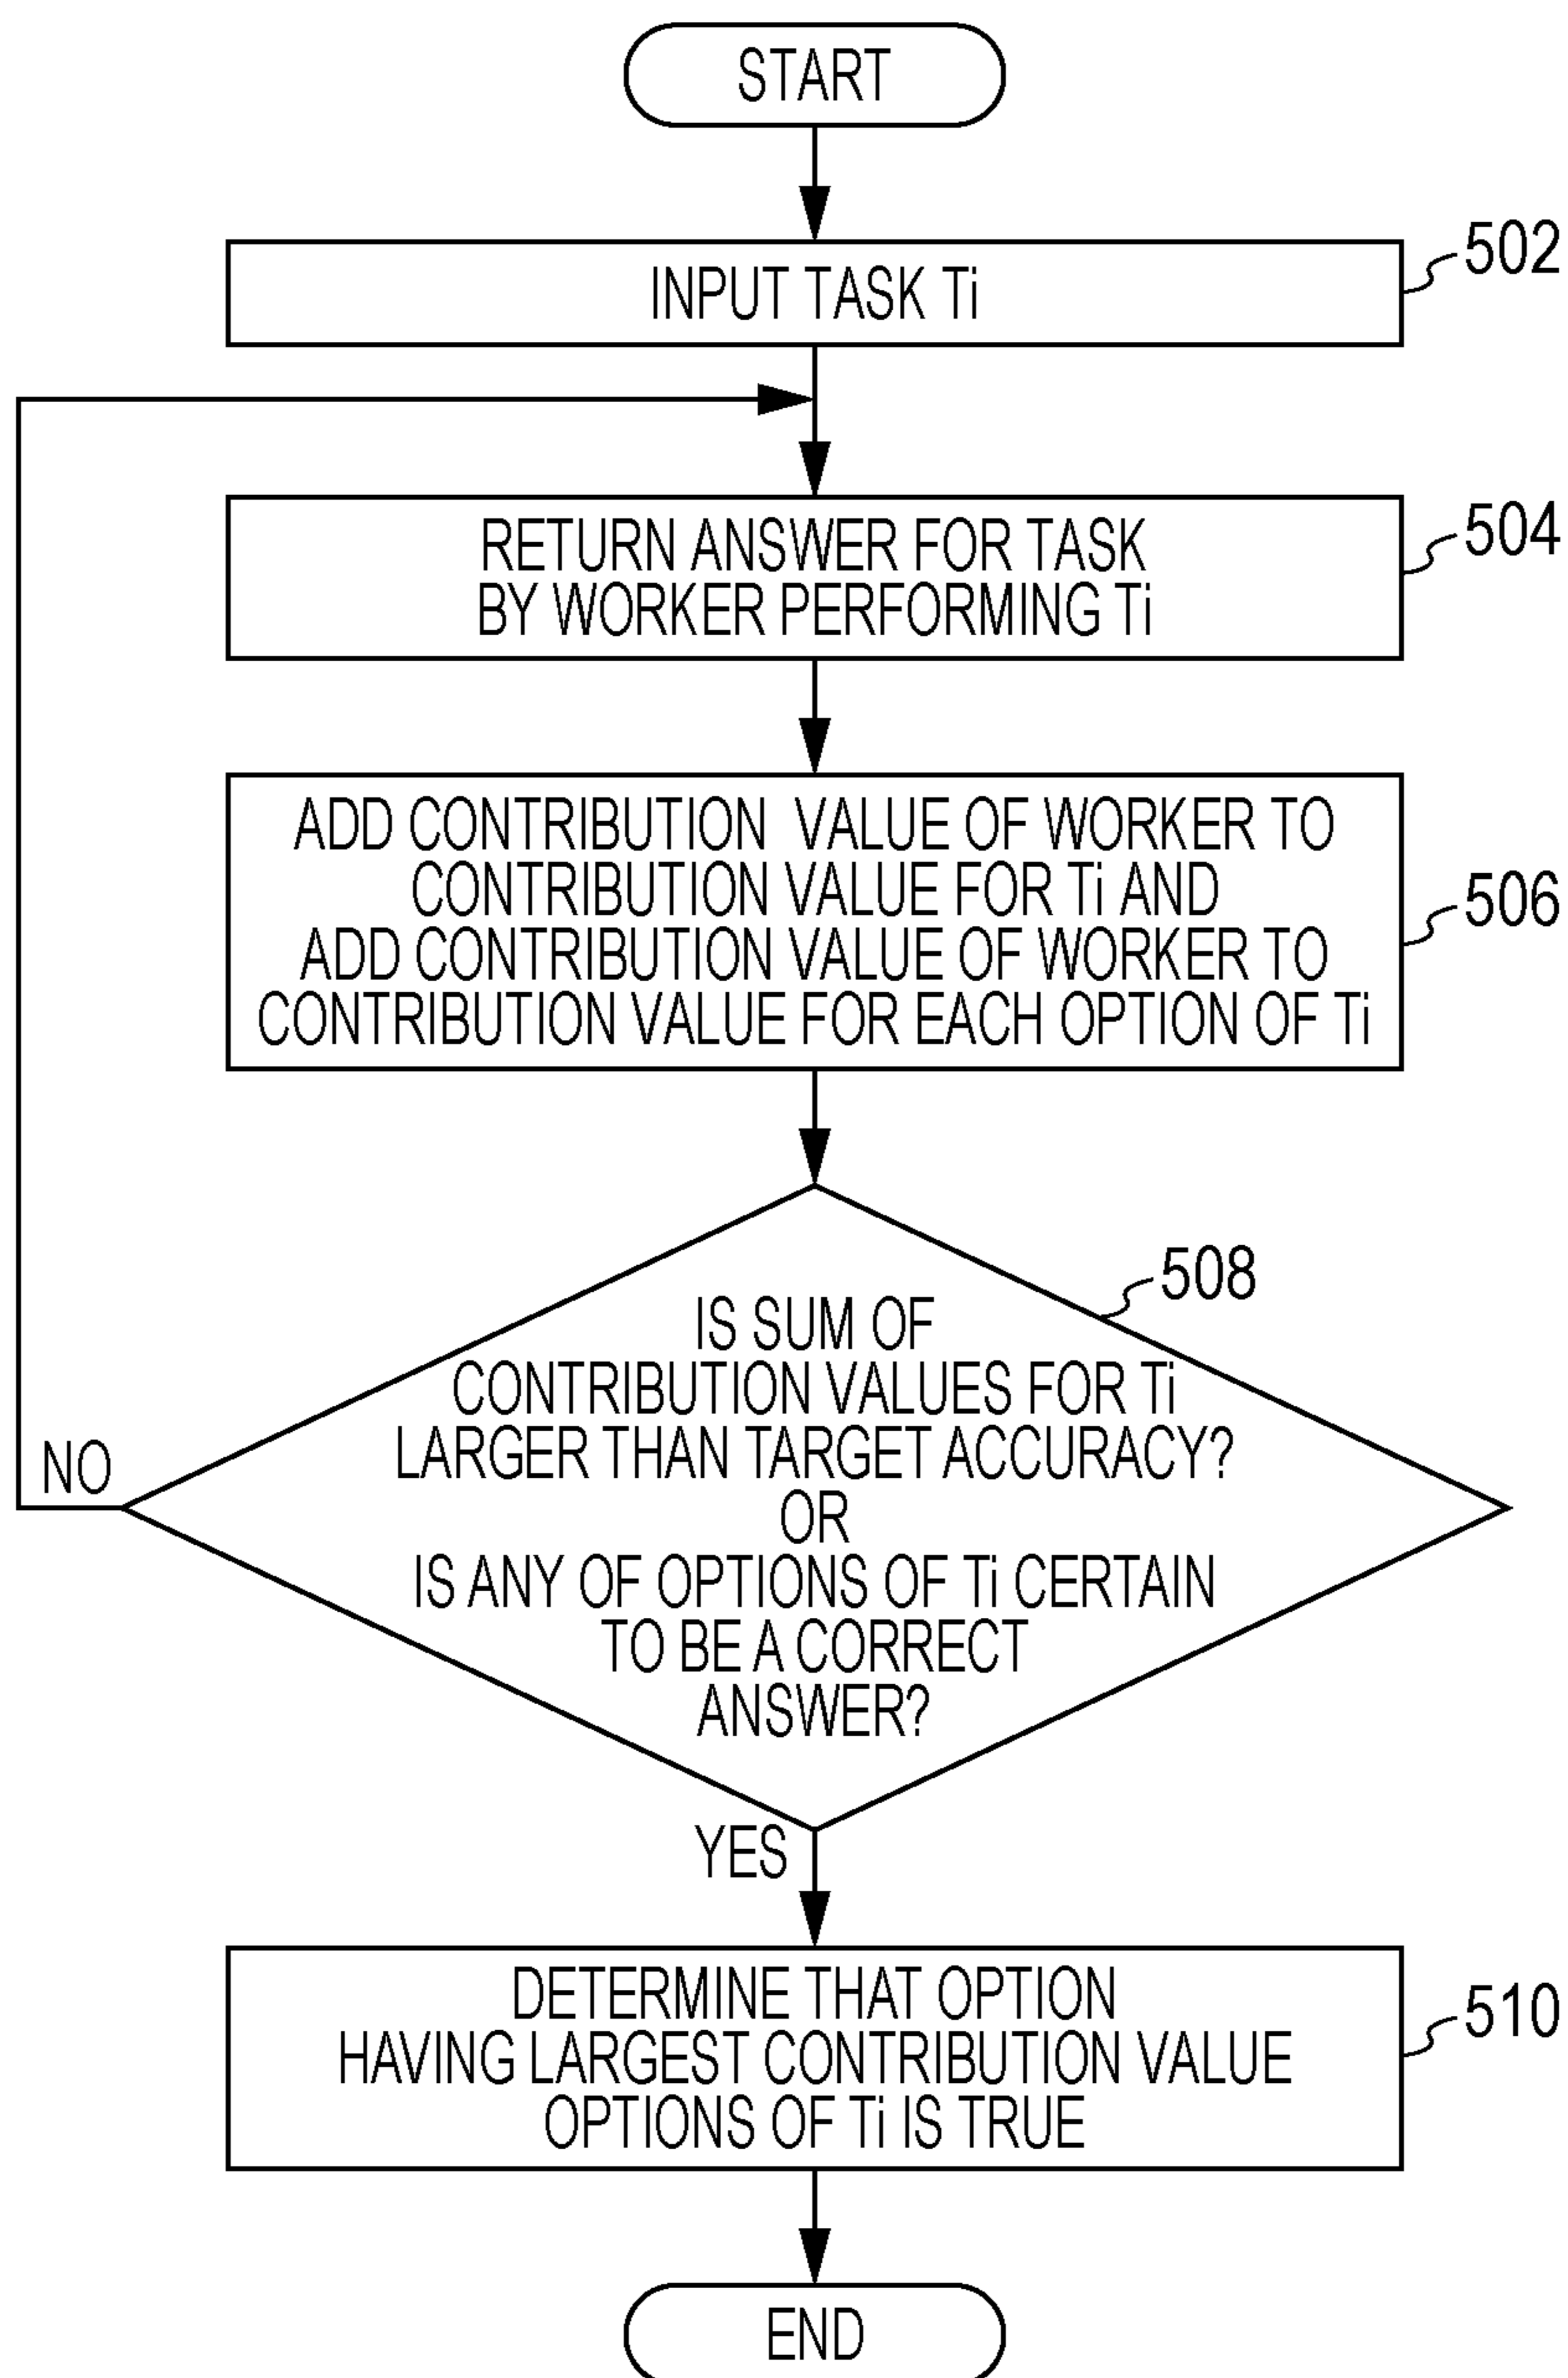 START
INPUT TASK Ti
502
RETURN ANSWER FOR TASK
BY WORKER PERFORMING Ti
504
ADD CONTRIBUTION VALUE OF WORKER TO
CONTRIBUTION VALUE FOR Ti AND
ADD CONTRIBUTION VALUE OF WORKER TO
CONTRIBUTION VALUE FOR EACH OPTION OF Ti
506
508
IS SUM OF
CONTRIBUTION VALUES FOR Ti
LARGER THAN TARGET ACCURACY?
OR
IS ANY OF OPTIONS OF Ti CERTAIN
TO BE A CORRECT
ANSWER?
NO
YES
DETERMINE THAT OPTION
HAVING LARGEST CONTRIBUTION VALUE
OPTIONS OF Ti IS TRUE
510
END